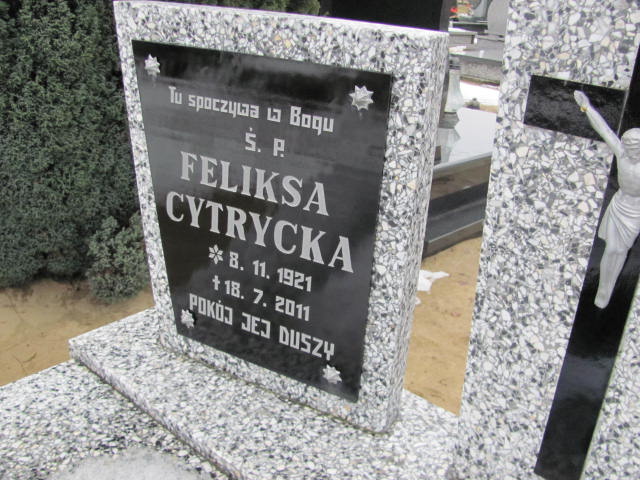 Tu spoczywa w Bogu
Ś. P.
FELIKSA
CYTRYCKA
* 8. 11. 1921
† 18. 7. 2011
POKÓJ JEJ DUSZY